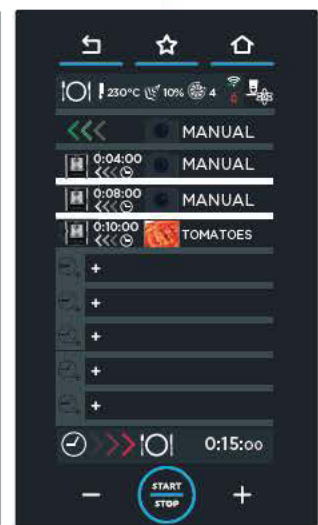 230°C 10% 4
MANUAL
0:04:00 MANUAL
0:08:00 MANUAL
0:10:00 TOMATOES
+
+
+
+
+
0:15:00
− START +
STOP